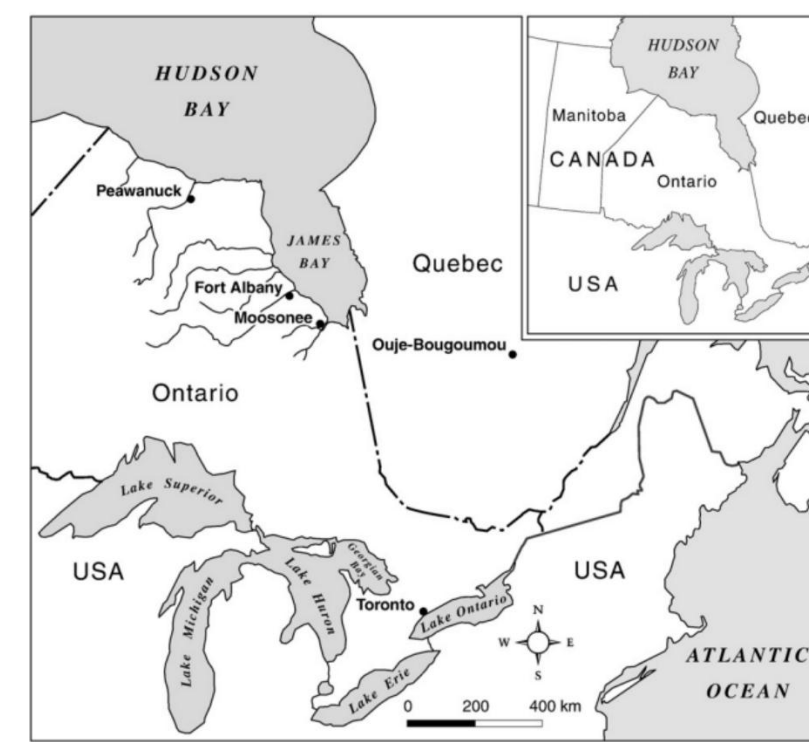 HUDSON
BAY
Peawanuck
JAMES
BAY
Fort Albany
Moosonee
Quebec
Ouje-Bougoumou
Ontario
Lake Superior
USA
Lake Michigan
Lake Huron
Georgian
Bay
Toronto
Lake Ontario
Lake Erie
USA
N
W E
S
0 200 400 km
ATLANTIC
OCEAN
HUDSON
BAY
Manitoba
Quebec
CANADA
Ontario
USA